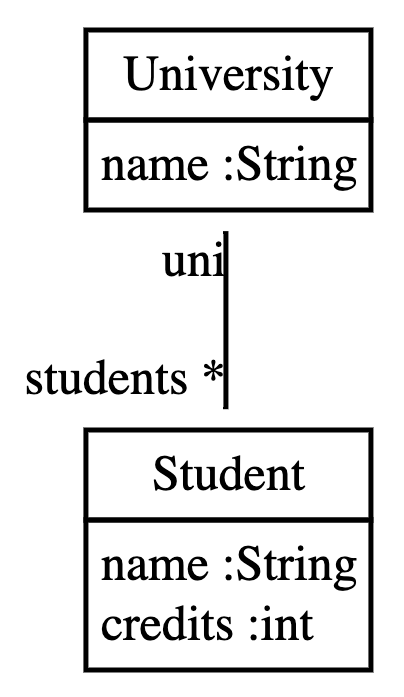 University
name :String
uni
students *
Student
name :String
credits :int